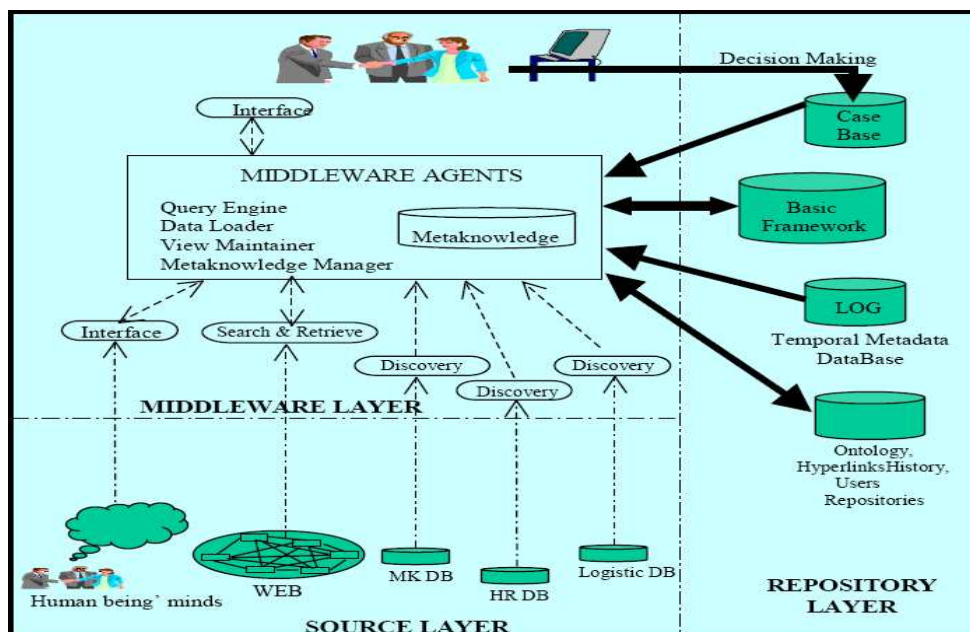 Decision Making
Case
Base
Interface
MIDDLEWARE AGENTS
Query Engine
Data Loader
View Maintainer
Metaknowledge Manager
Metaknowledge
Basic
Framework
Interface
Search & Retrieve
Discovery
Discovery
Discovery
LOG
Temporal Metadata
DataBase
MIDDLEWARE LAYER
Ontology,
HyperlinksHistory,
Users
Repositories
Human being' minds
WEB
MK DB
HR DB
Logistic DB
SOURCE LAYER
REPOSITORY
LAYER